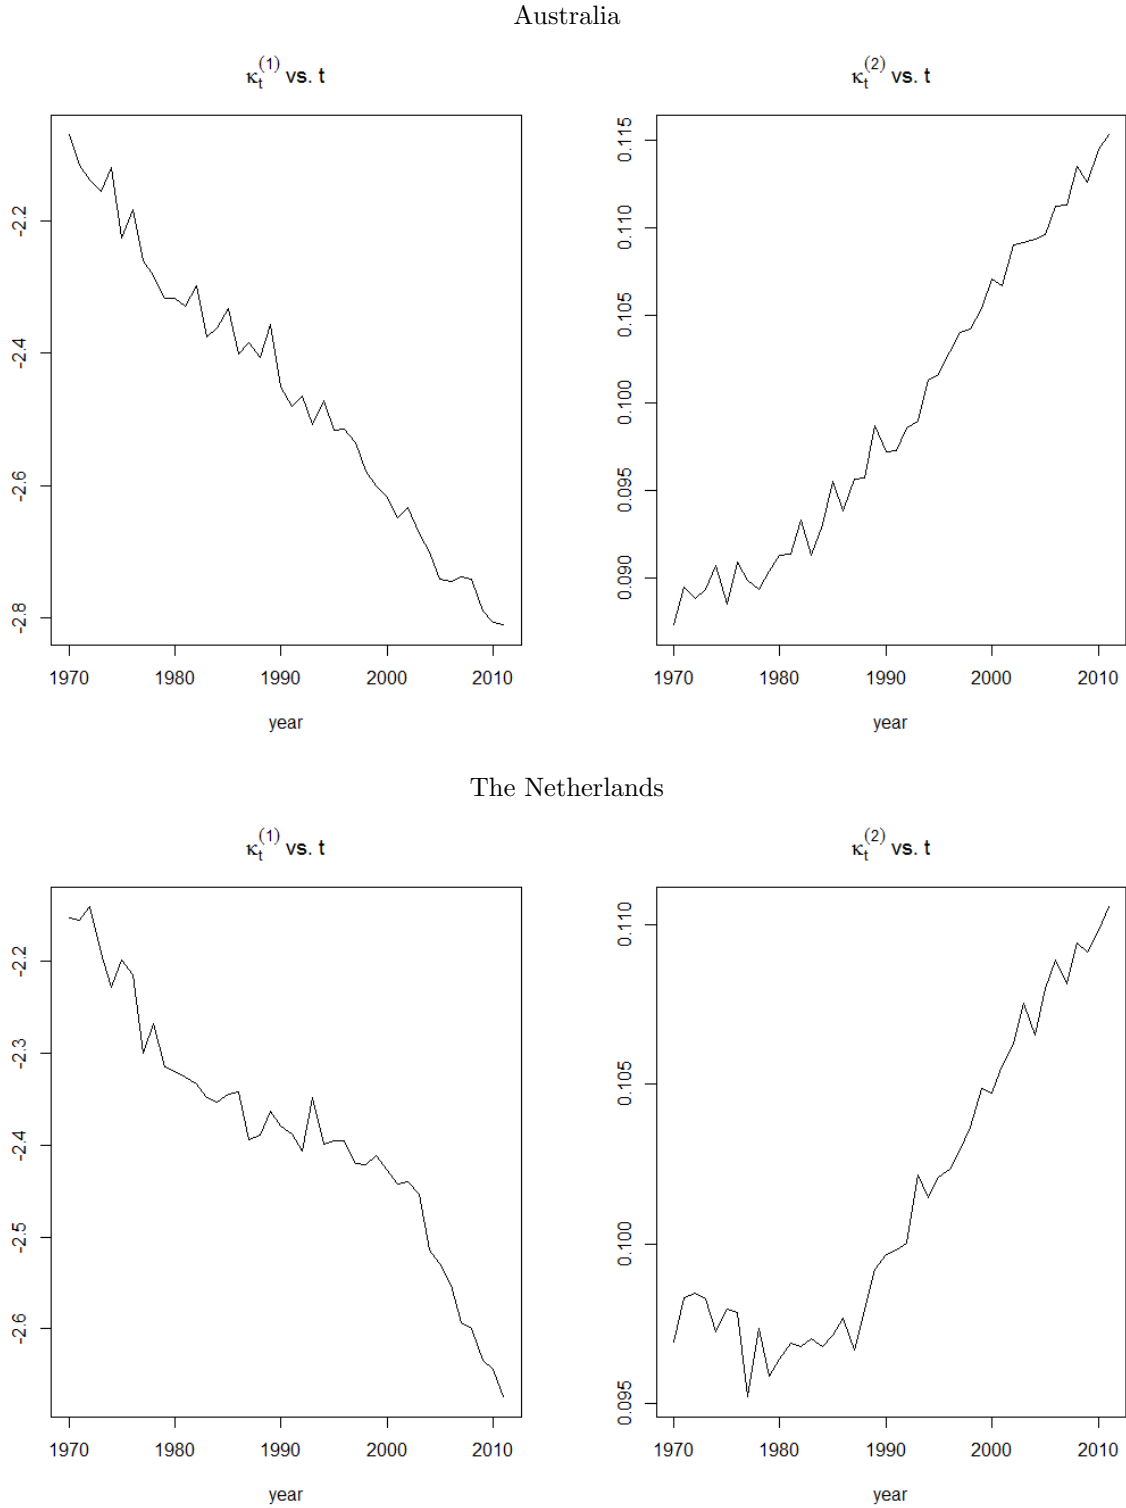 Australia
κt(1) vs. t
κt(2) vs. t
-2.2
-2.4
-2.6
-2.8
1970 1980 1990 2000 2010
year
0.115
0.110
0.105
0.100
0.095
0.090
1970 1980 1990 2000 2010
year
The Netherlands
κt(1) vs. t
κt(2) vs. t
-2.2
-2.3
-2.4
-2.5
-2.6
1970 1980 1990 2000 2010
year
0.110
0.105
0.100
0.095
1970 1980 1990 2000 2010
year